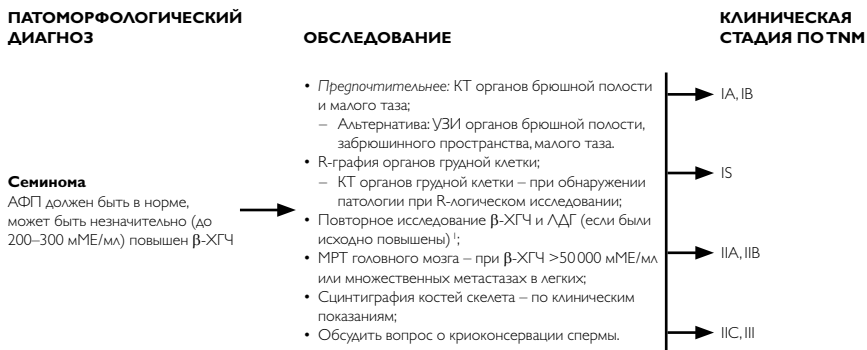 ПАТОМОРФОЛОГИЧЕСКИЙ
ДИАГНОЗ
ОБСЛЕДОВАНИЕ
КЛИНИЧЕСКАЯ
СТАДИЯ ПО TNM
Семинома
АФП должен быть в норме,
может быть незначительно (до
200–300 мМЕ/мл) повышен β-ХГЧ
• Предпочтительнее: КТ органов брюшной полости
и малого таза;
– Альтернатива: УЗИ органов брюшной полости,
забрюшинного пространства, малого таза.
• R-графия органов грудной клетки;
– КТ органов грудной клетки – при обнаружении
патологии при R-логическом исследовании;
• Повторное исследование β-ХГЧ и ЛДГ (если были
исходно повышены) ¹;
• МРТ головного мозга – при β-ХГЧ >50 000 мМЕ/мл
или множественных метастазах в легких;
• Сцинтиграфия костей скелета – по клиническим
показаниям;
• Обсудить вопрос о криоконсервации спермы.
IA, IB
IS
IIA, IIB
IIC, III